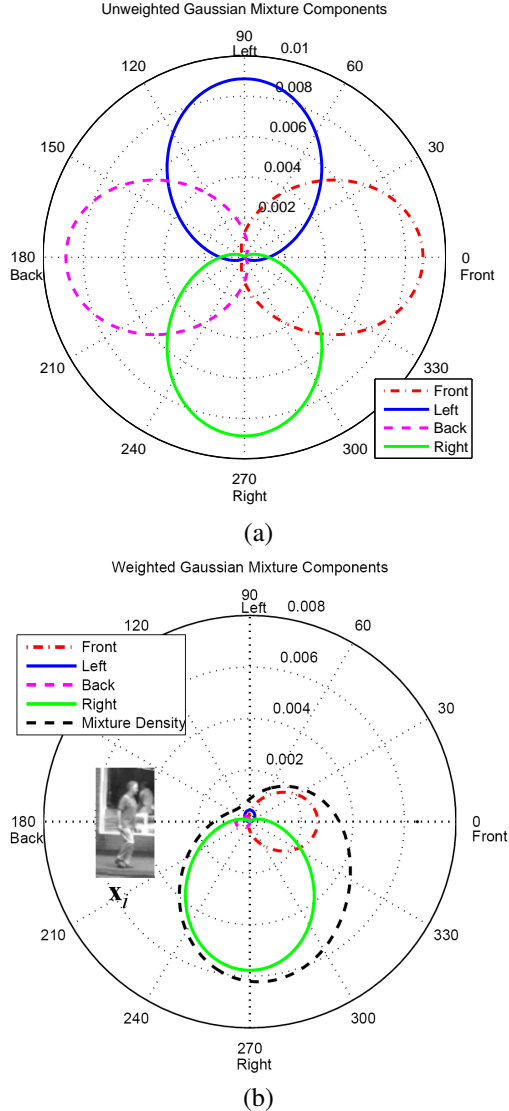 Unweighted Gaussian Mixture Components
90
Left
0.01
120
60
0.008
0.006
150
30
0.004
0.002
180
Back
0
Front
210
330
240
300
270
Right
Front
Left
Back
Right
(a)
Weighted Gaussian Mixture Components
90
Left
0.008
120
60
0.006
Front
Left
Back
Right
Mixture Density
0.004
30
0.002
180
Back
0
Front
x_i
210
330
240
300
270
Right
(b)